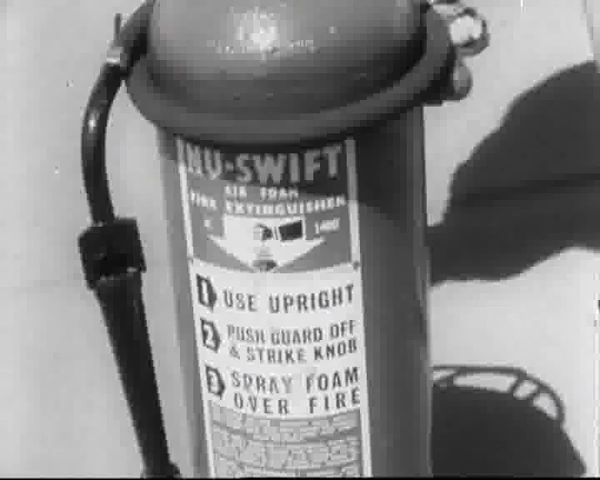 NU-SWIFT
AIR FOAM
FIRE EXTINGUISHER
1400
1 USE UPRIGHT
2 PUSH GUARD OFF
& STRIKE KNOB
3 SPRAY FOAM
OVER FIRE